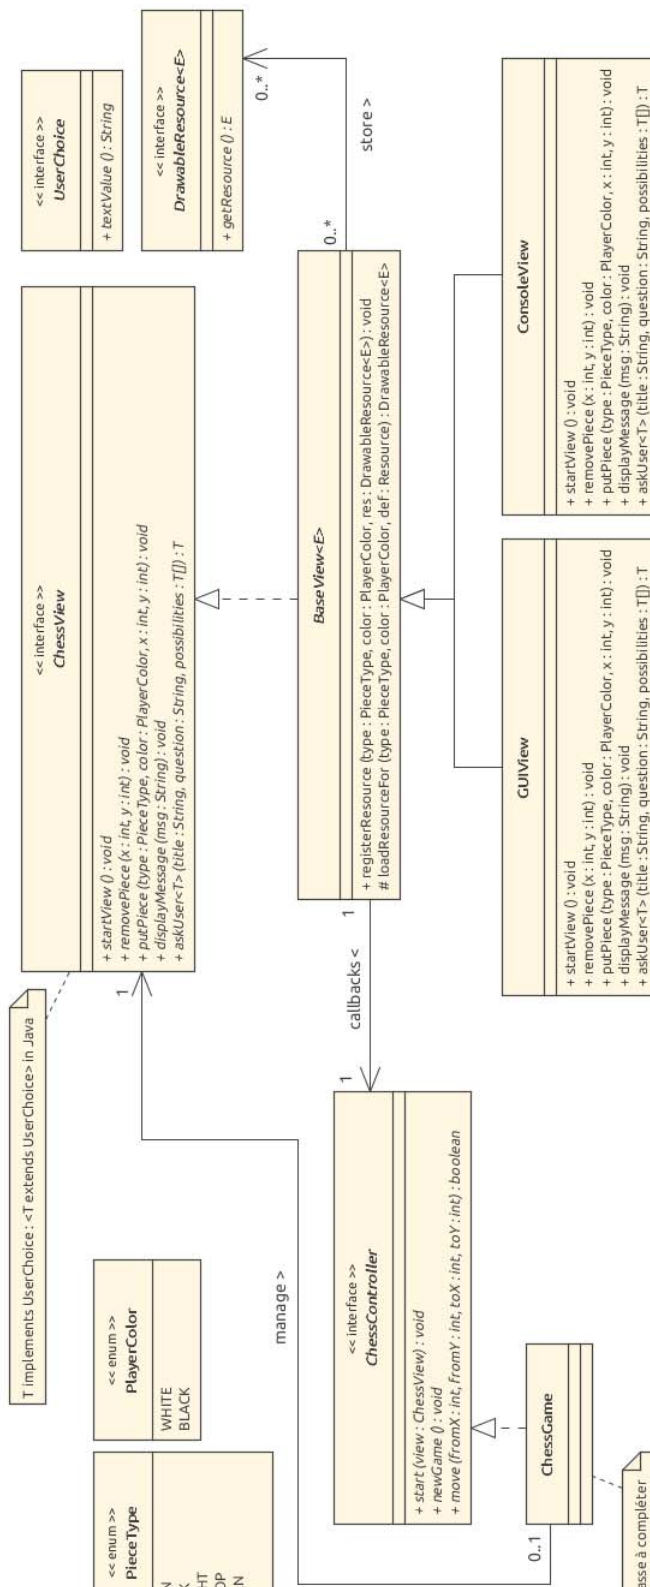 T implements UserChoice : <T extends UserChoice> in Java
<< interface >>
ChessView
+ startView () : void
+ removePiece (x : int, y : int) : void
+ putPiece (type : PieceType, color : PlayerColor, x : int, y : int) : void
+ displayMessage (msg : String) : void
+ askUser<T> (title : String, question : String, possibilities : T[]) : T
<< interface >>
UserChoice
+ textValue () : String
<< interface >>
DrawableResource<E>
+ getResource () : E
<< enum >>
PieceType
<< enum >>
PlayerColor
WHITE
BLACK
manage >
1
0..1
callbacks <
1
1
store >
0..*
0..*
BaseView<E>
+ registerResource (type : PieceType, color : PlayerColor, res : DrawableResource<E>) : void
# loadResourceFor (type : PieceType, color : PlayerColor, def : Resource) : DrawableResource<E>
<< interface >>
ChessController
+ start (view : ChessView) : void
+ newGame () : void
+ move (fromX : int, fromY : int, toX : int, toY : int) : boolean
ChessGame
asse à compléter
GUIView
+ startView () : void
+ removePiece (x : int, y : int) : void
+ putPiece (type : PieceType, color : PlayerColor, x : int, y : int) : void
+ displayMessage (msg : String) : void
+ askUser<T> (title : String, question : String, possibilities : T[]) : T
ConsoleView
+ startView () : void
+ removePiece (x : int, y : int) : void
+ putPiece (type : PieceType, color : PlayerColor, x : int, y : int) : void
+ displayMessage (msg : String) : void
+ askUser<T> (title : String, question : String, possibilities : T[]) : T